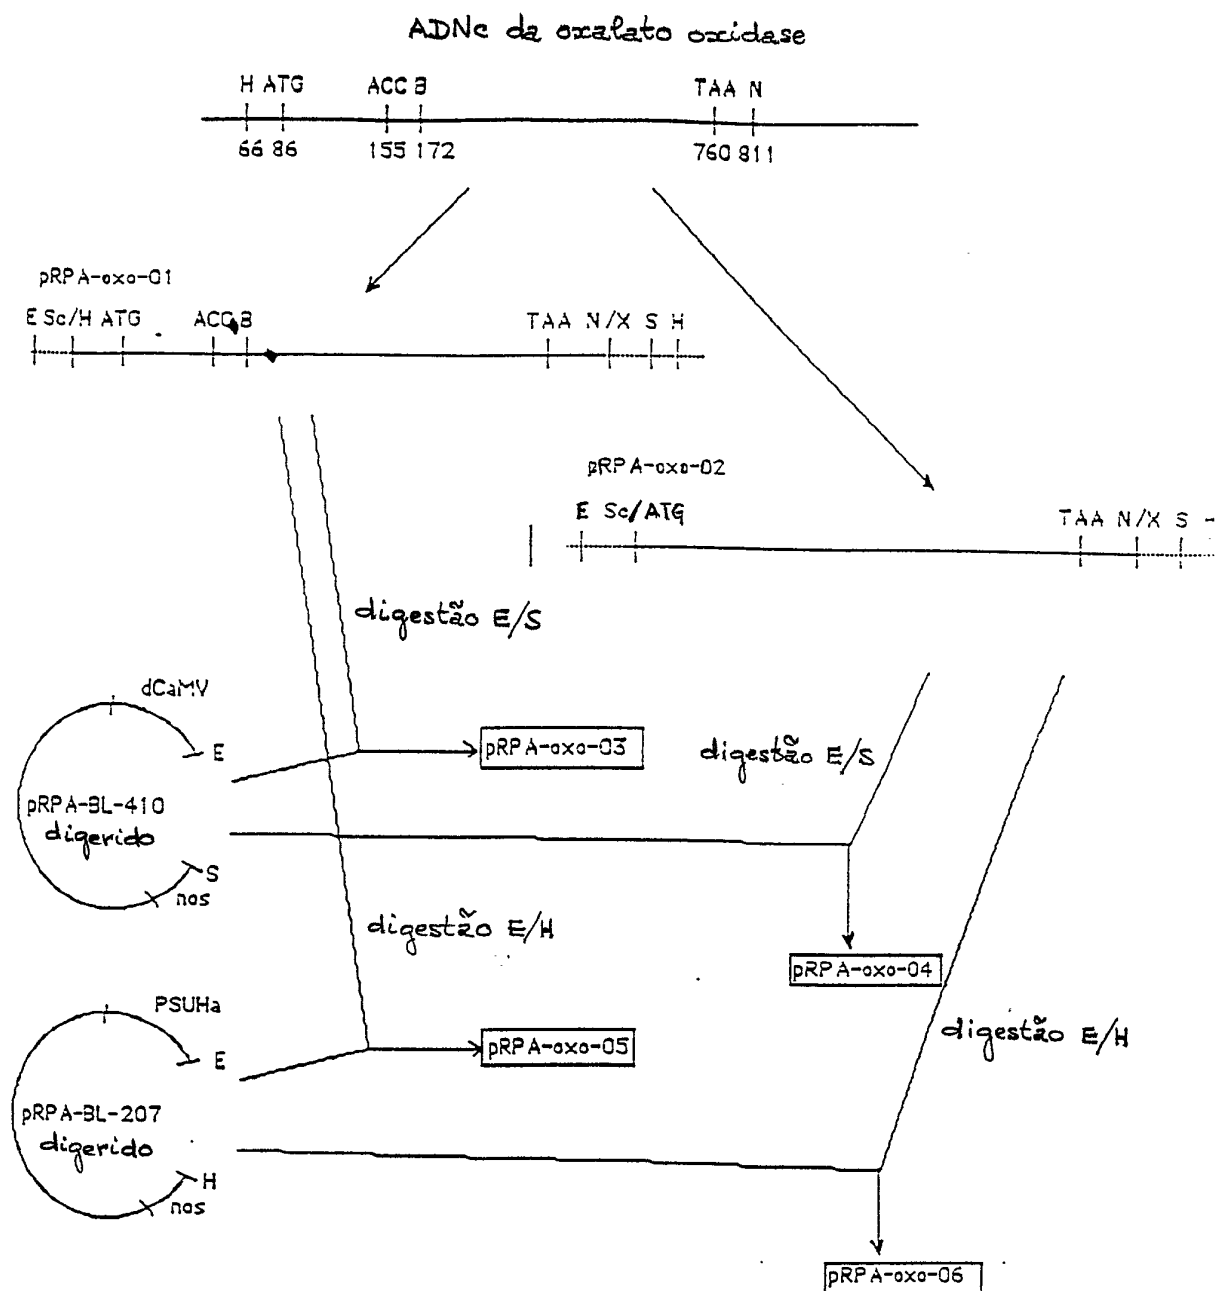 ADNc da oxalato oxidase
H ATG ACC B TAA N
66 86 155 172 760 811
pRPA-oxo-01
E Sc/H ATG ACC B TAA N/X S H
pRPA-oxo-02
E Sc/ATG TAA N/X S
digestão E/S
dCaMV
E
pRPA-oxo-03
digestão E/S
pRPA-BL-410
digerido
S
nos
digestão E/H
pRPA-oxo-04
PSUHa
E
pRPA-oxo-05
digestão E/H
pRPA-BL-207
digerido
H
nos
pRPA-oxo-06